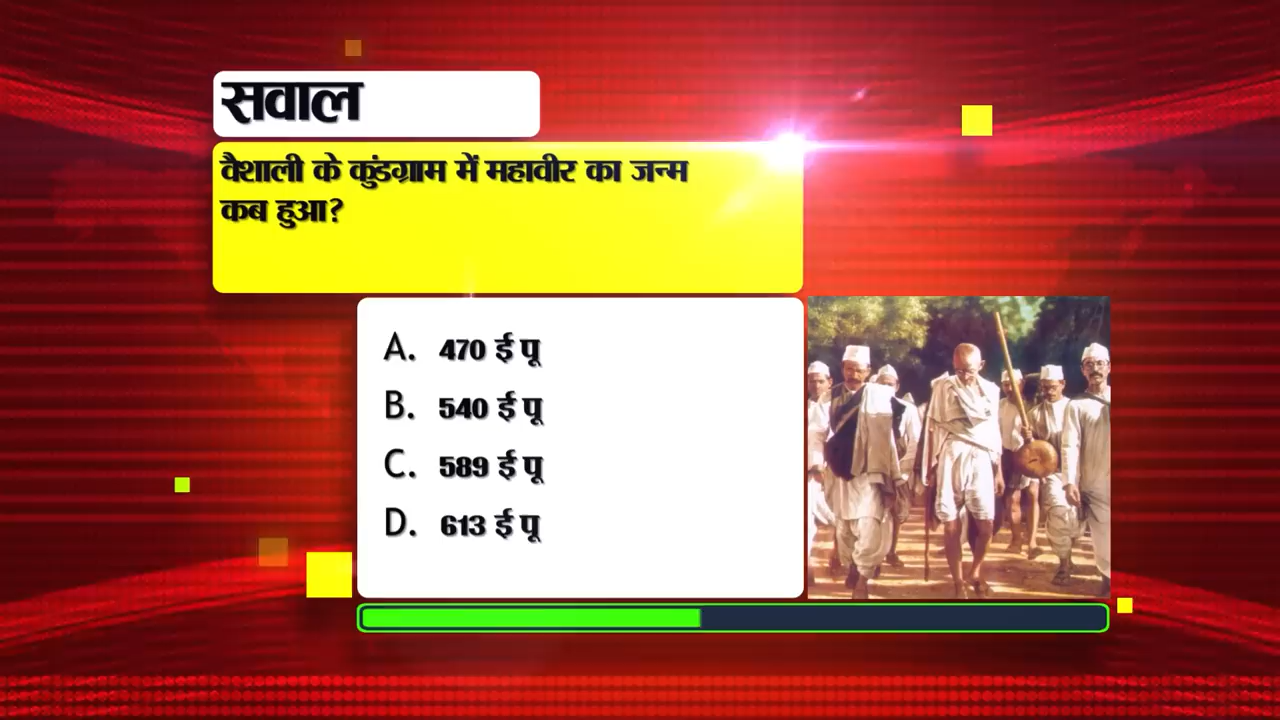 सवाल
वैशाली के कुंडग्राम में महावीर का जन्म
कब हुआ?
A. 470 ई पू
B. 540 ई पू
C. 589 ई पू
D. 613 ई पू